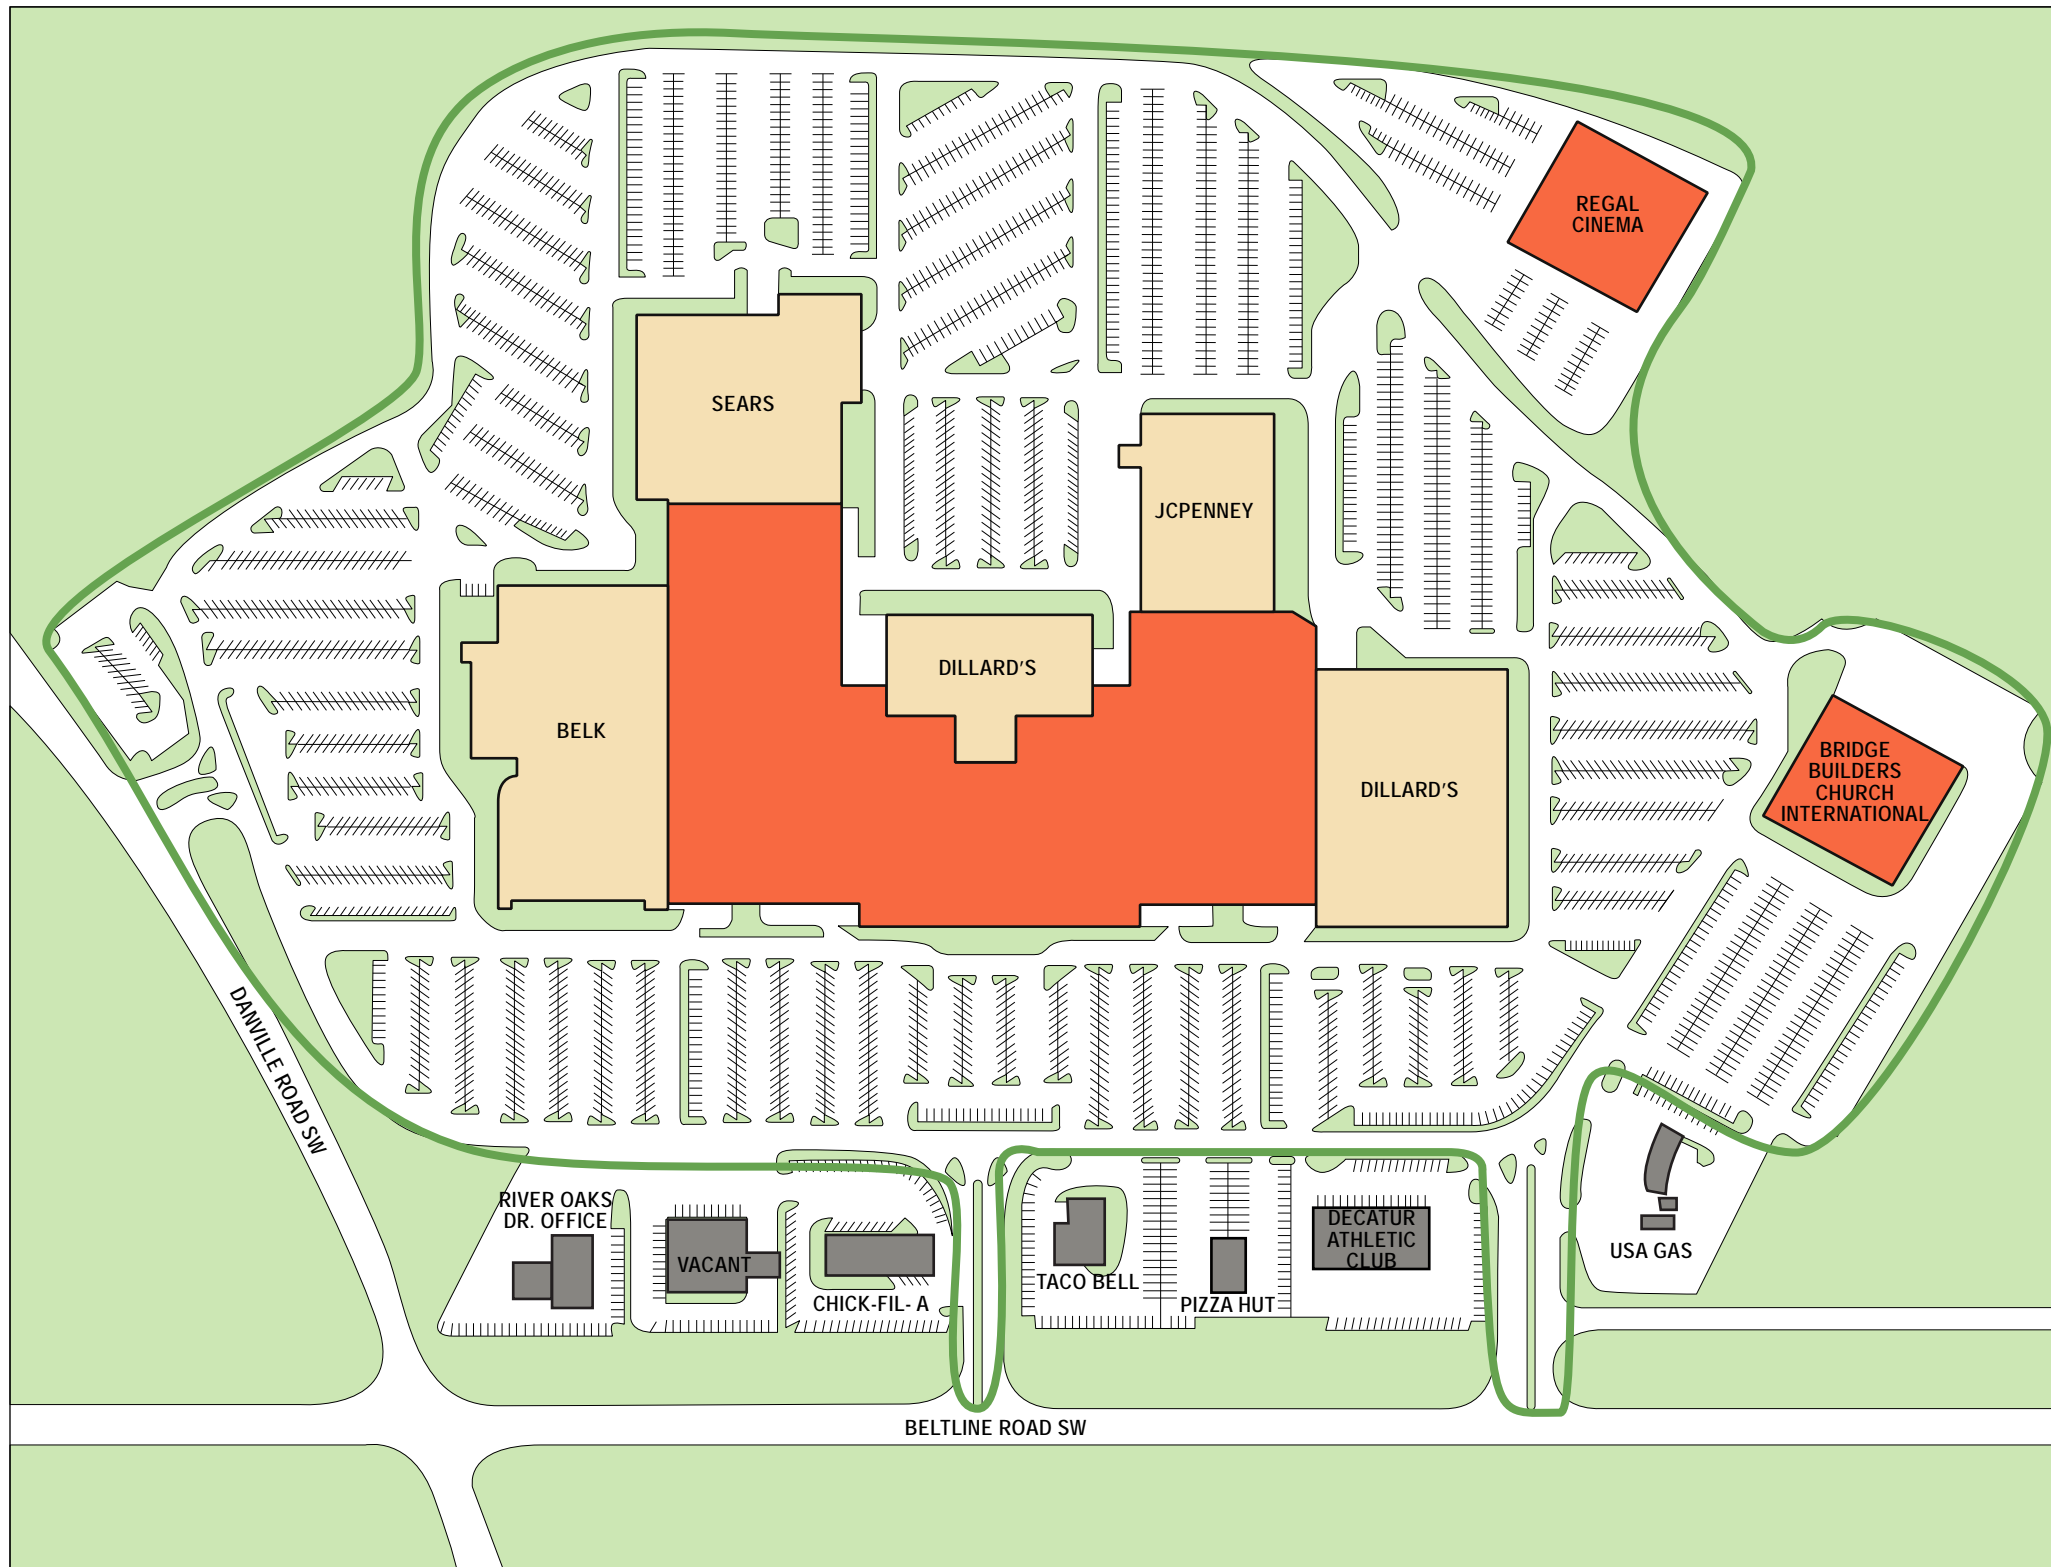 REGAL
CINEMA
SEARS
JCPENNEY
DILLARD'S
BELK
DILLARD'S
BRIDGE
BUILDERS
CHURCH
INTERNATIONAL
DANVILLE ROAD SW
RIVER OAKS
DR. OFFICE
VACANT
CHICK-FIL- A
TACO BELL
PIZZA HUT
DECATUR
ATHLETIC
CLUB
USA GAS
BELTLINE ROAD SW